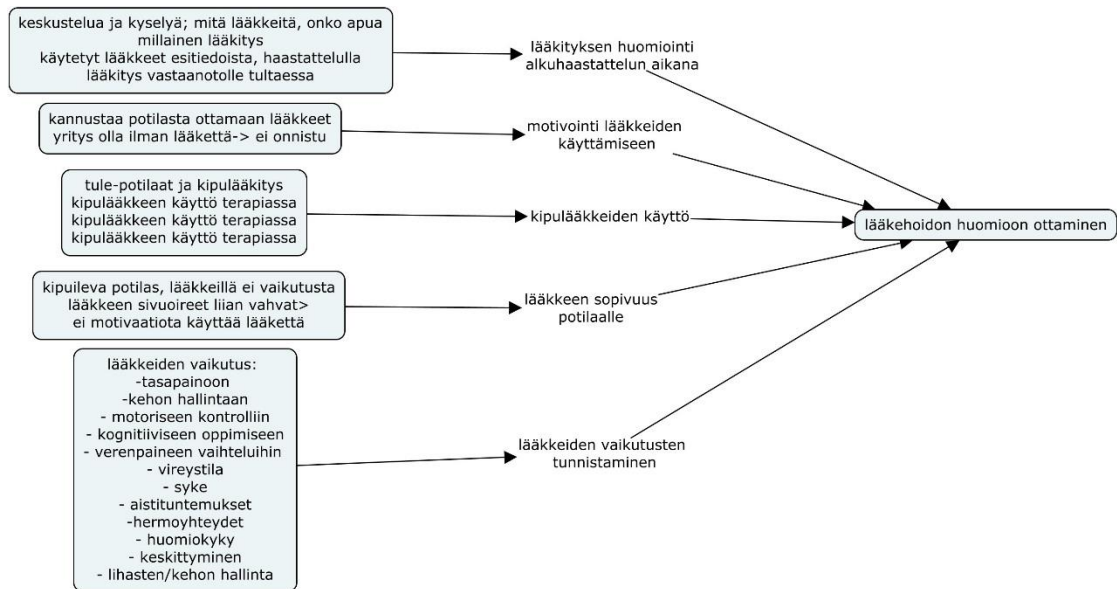 keskustelua ja kyselyä; mitä lääkkeitä, onko apua
millainen lääkitys
käytetyt lääkkeet esitiedoista, haastattelulla
lääkitys vastaanotolle tultaessa
lääkityksen huomiointi
alkuhaastattelun aikana
kannustaa potilasta ottamaan lääkkeet
yritys olla ilman lääkettä-> ei onnistu
motivointi lääkkeiden
käyttämiseen
tule-potilaat ja kipulääkitys
kipulääkkeen käyttö terapiassa
kipulääkkeen käyttö terapiassa
kipulääkkeen käyttö terapiassa
kipulääkkeiden käyttö
lääkehoidon huomioon ottaminen
kipuileva potilas, lääkkeillä ei vaikutusta
lääkkeen sivuoireet liian vahvat>
ei motivaatiota käyttää lääkettä
lääkkeen sopivuus
potilaalle
lääkkeiden vaikutus:
-tasapainoon
-kehon hallintaan
- motoriseen kontrolliin
- kognitiiviseen oppimiseen
- verenpaineen vaihteluihin
- vireystila
- syke
- aistituntemukset
-hermoyhteydet
- huomiokyky
- keskittyminen
- lihasten/kehon hallinta
lääkkeiden vaikutusten
tunnistaminen